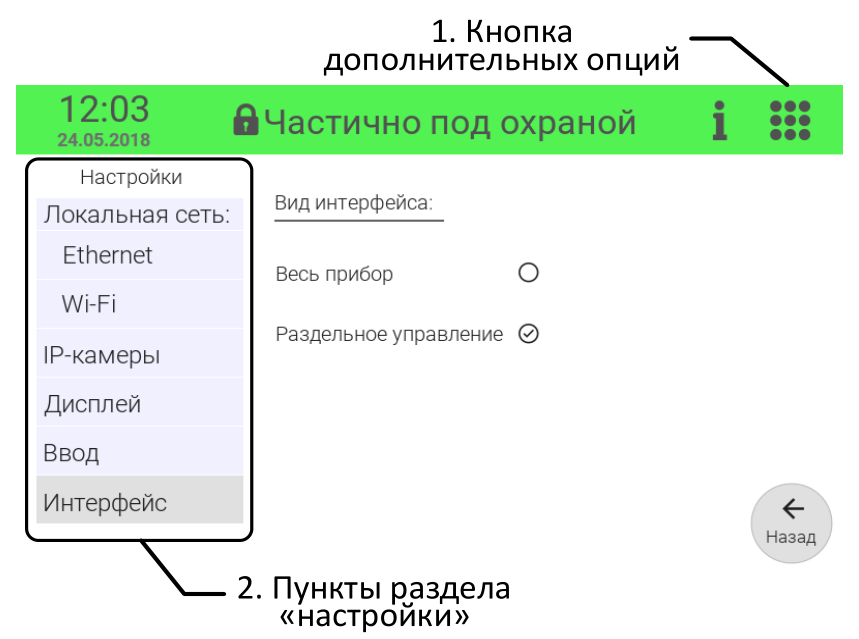 1. Кнопка
дополнительных опций
12:03
24.05.2018
Частично под охраной
i
Настройки
Локальная сеть:
Ethernet
Wi-Fi
IP-камеры
Дисплей
Ввод
Интерфейс
Вид интерфейса:
Весь прибор
Раздельное управление
Назад
2. Пункты раздела
«настройки»